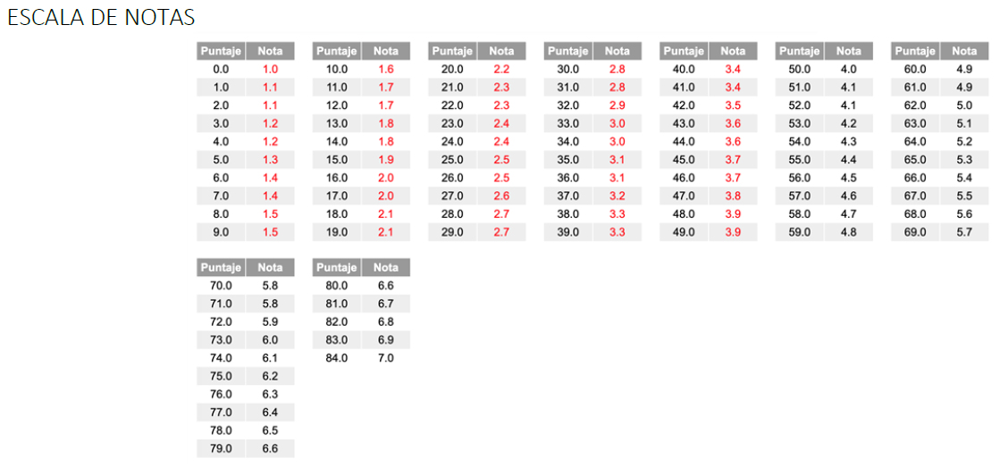 ESCALA DE NOTAS
Puntaje Nota Puntaje Nota Puntaje Nota Puntaje Nota Puntaje Nota Puntaje Nota Puntaje Nota
0.0 1.0 10.0 1.6 20.0 2.2 30.0 2.8 40.0 3.4 50.0 4.0 60.0 4.9
1.0 1.1 11.0 1.7 21.0 2.3 31.0 2.8 41.0 3.4 51.0 4.1 61.0 4.9
2.0 1.1 12.0 1.7 22.0 2.3 32.0 2.9 42.0 3.5 52.0 4.1 62.0 5.0
3.0 1.2 13.0 1.8 23.0 2.4 33.0 3.0 43.0 3.6 53.0 4.2 63.0 5.1
4.0 1.2 14.0 1.8 24.0 2.4 34.0 3.0 44.0 3.6 54.0 4.3 64.0 5.2
5.0 1.3 15.0 1.9 25.0 2.5 35.0 3.1 45.0 3.7 55.0 4.4 65.0 5.3
6.0 1.4 16.0 2.0 26.0 2.5 36.0 3.1 46.0 3.7 56.0 4.5 66.0 5.4
7.0 1.4 17.0 2.0 27.0 2.6 37.0 3.2 47.0 3.8 57.0 4.6 67.0 5.5
8.0 1.5 18.0 2.1 28.0 2.7 38.0 3.3 48.0 3.9 58.0 4.7 68.0 5.6
9.0 1.5 19.0 2.1 29.0 2.7 39.0 3.3 49.0 3.9 59.0 4.8 69.0 5.7
Puntaje Nota Puntaje Nota
70.0 5.8 80.0 6.6
71.0 5.8 81.0 6.7
72.0 5.9 82.0 6.8
73.0 6.0 83.0 6.9
74.0 6.1 84.0 7.0
75.0 6.2
76.0 6.3
77.0 6.4
78.0 6.5
79.0 6.6